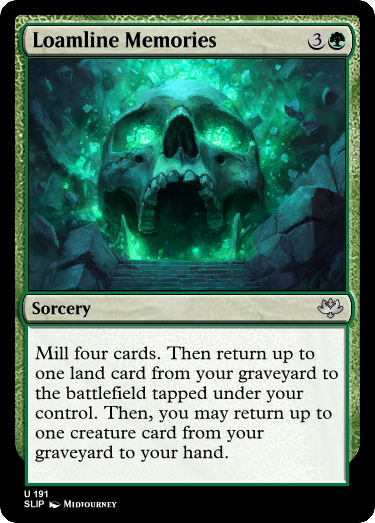 Loamline Memories 3
Sorcery
Mill four cards. Then return up to
one land card from your graveyard to
the battlefield tapped under your
control. Then, you may return up to
one creature card from your
graveyard to your hand.
U 191
SLIP Midjourney